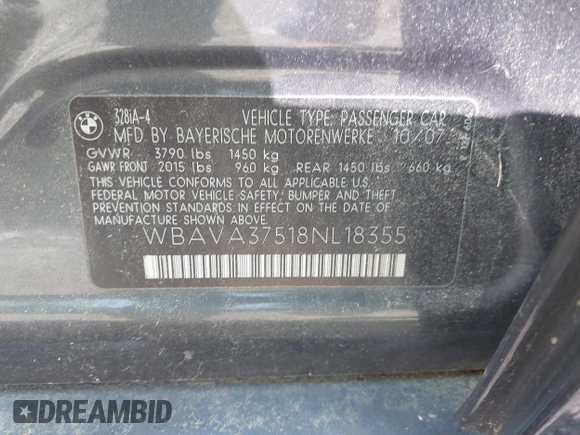 BMW
328iA-4 VEHICLE TYPE: PASSENGER CAR
MFD BY BAYERISCHE MOTORENWERKE 10/07
GVWR 3790 lbs 1450 kg
GAWR FRONT 2015 lbs 960 kg REAR 1450 lbs 660 kg
THIS VEHICLE CONFORMS TO ALL APPLICABLE U.S.
FEDERAL MOTOR VEHICLE SAFETY, BUMPER AND THEFT
PREVENTION STANDARDS IN EFFECT ON THE DATE OF
MANUFACTURE SHOWN ABOVE.
WBAVA37518NL18355
DREAMBID